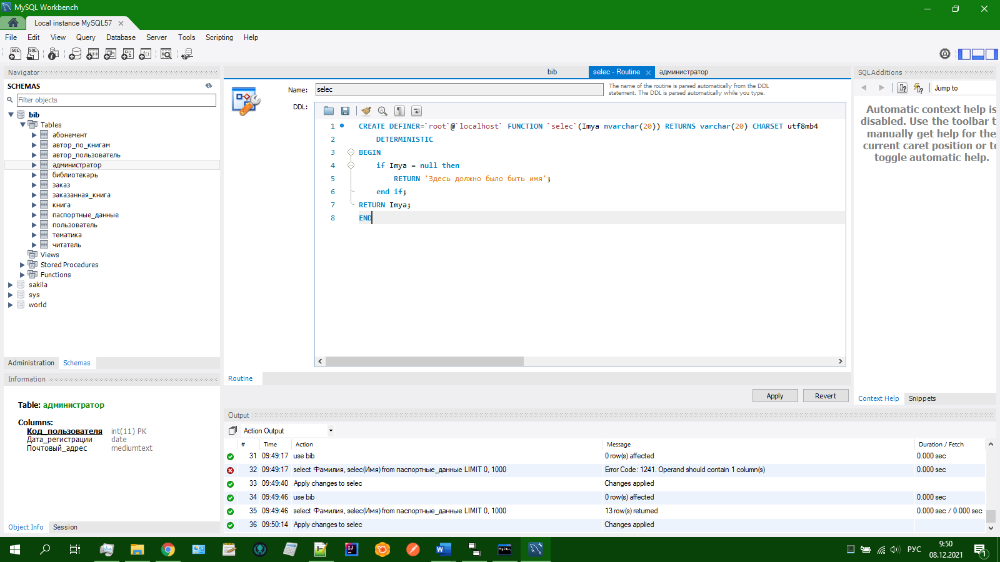 MySQL Workbench
Local instance MySQL57
File Edit View Query Database Server Tools Scripting Help
Navigator
SCHEMAS
Filter objects
bib
Tables
абонемент
автор_по_книгам
автор_пользователь
администратор
библиотекарь
заказ
заказанная_книга
книга
паспортные_данные
пользователь
тематика
читатель
Views
Stored Procedures
Functions
sakila
sys
world
Administration Schemas
Information
Table: администратор
Columns:
Код_пользователя int(11) PK
Дата_регистрации date
Почтовый_адрес mediumtext
Object Info Session
bib selec - Routine администратор
Name: selec
The name of the routine is parsed automatically from the DDL
statement. The DDL is parsed automatically while you type.
DDL:
1 CREATE DEFINER=`root`@`localhost` FUNCTION `selec`(Imya nvarchar(20)) RETURNS varchar(20) CHARSET utf8mb4
2 DETERMINISTIC
3 BEGIN
4 if Imya = null then
5 RETURN 'Здесь должно было быть имя';
6 end if;
7 RETURN Imya;
8 END
Routine
Apply Revert
SQLAdditions
Jump to
Automatic context help is
disabled. Use the toolbar t
manually get help for the
current caret position or to
toggle automatic help.
Context Help Snippets
Output
Action Output
# Time Action Message Duration / Fetch
31 09:49:17 use bib 0 row(s) affected 0.000 sec
32 09:49:17 select Фамилия, selec(Имя) from паспортные_данные LIMIT 0, 1000 Error Code: 1241. Operand should contain 1 column(s) 0.000 sec
33 09:49:40 Apply changes to selec Changes applied
34 09:49:46 use bib 0 row(s) affected 0.000 sec
35 09:49:46 select Фамилия, selec(Имя) from паспортные_данные LIMIT 0, 1000 13 row(s) returned 0.000 sec / 0.000 sec
36 09:50:14 Apply changes to selec Changes applied
РУС
9:50
08.12.2021
1